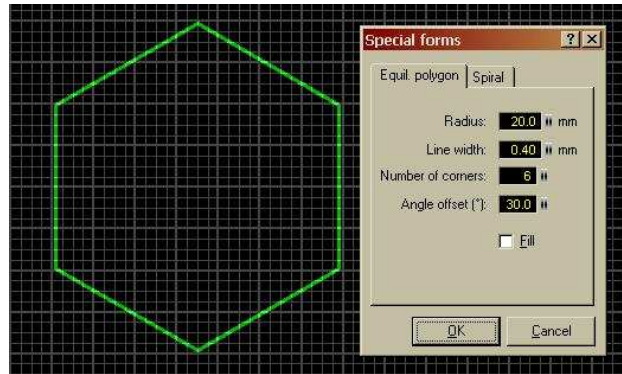 Special forms
Equil. polygon Spiral
Radius: 20.0 mm
Line width: 0.40 mm
Number of corners: 6
Angle offset (°): 30.0
Fill
OK Cancel